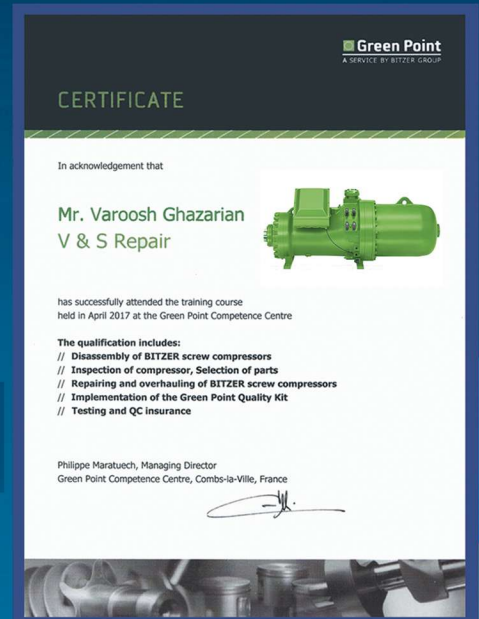 Green Point
A SERVICE BY BITZER GROUP
CERTIFICATE
In acknowledgement that
Mr. Varoosh Ghazarian
V & S Repair
has successfully attended the training course
held in April 2017 at the Green Point Competence Centre
The qualification includes:
// Disassembly of BITZER screw compressors
// Inspection of compressor, Selection of parts
// Repairing and overhauling of BITZER screw compressors
// Implementation of the Green Point Quality Kit
// Testing and QC insurance
Philippe Maratuech, Managing Director
Green Point Competence Centre, Combs-la-Ville, France